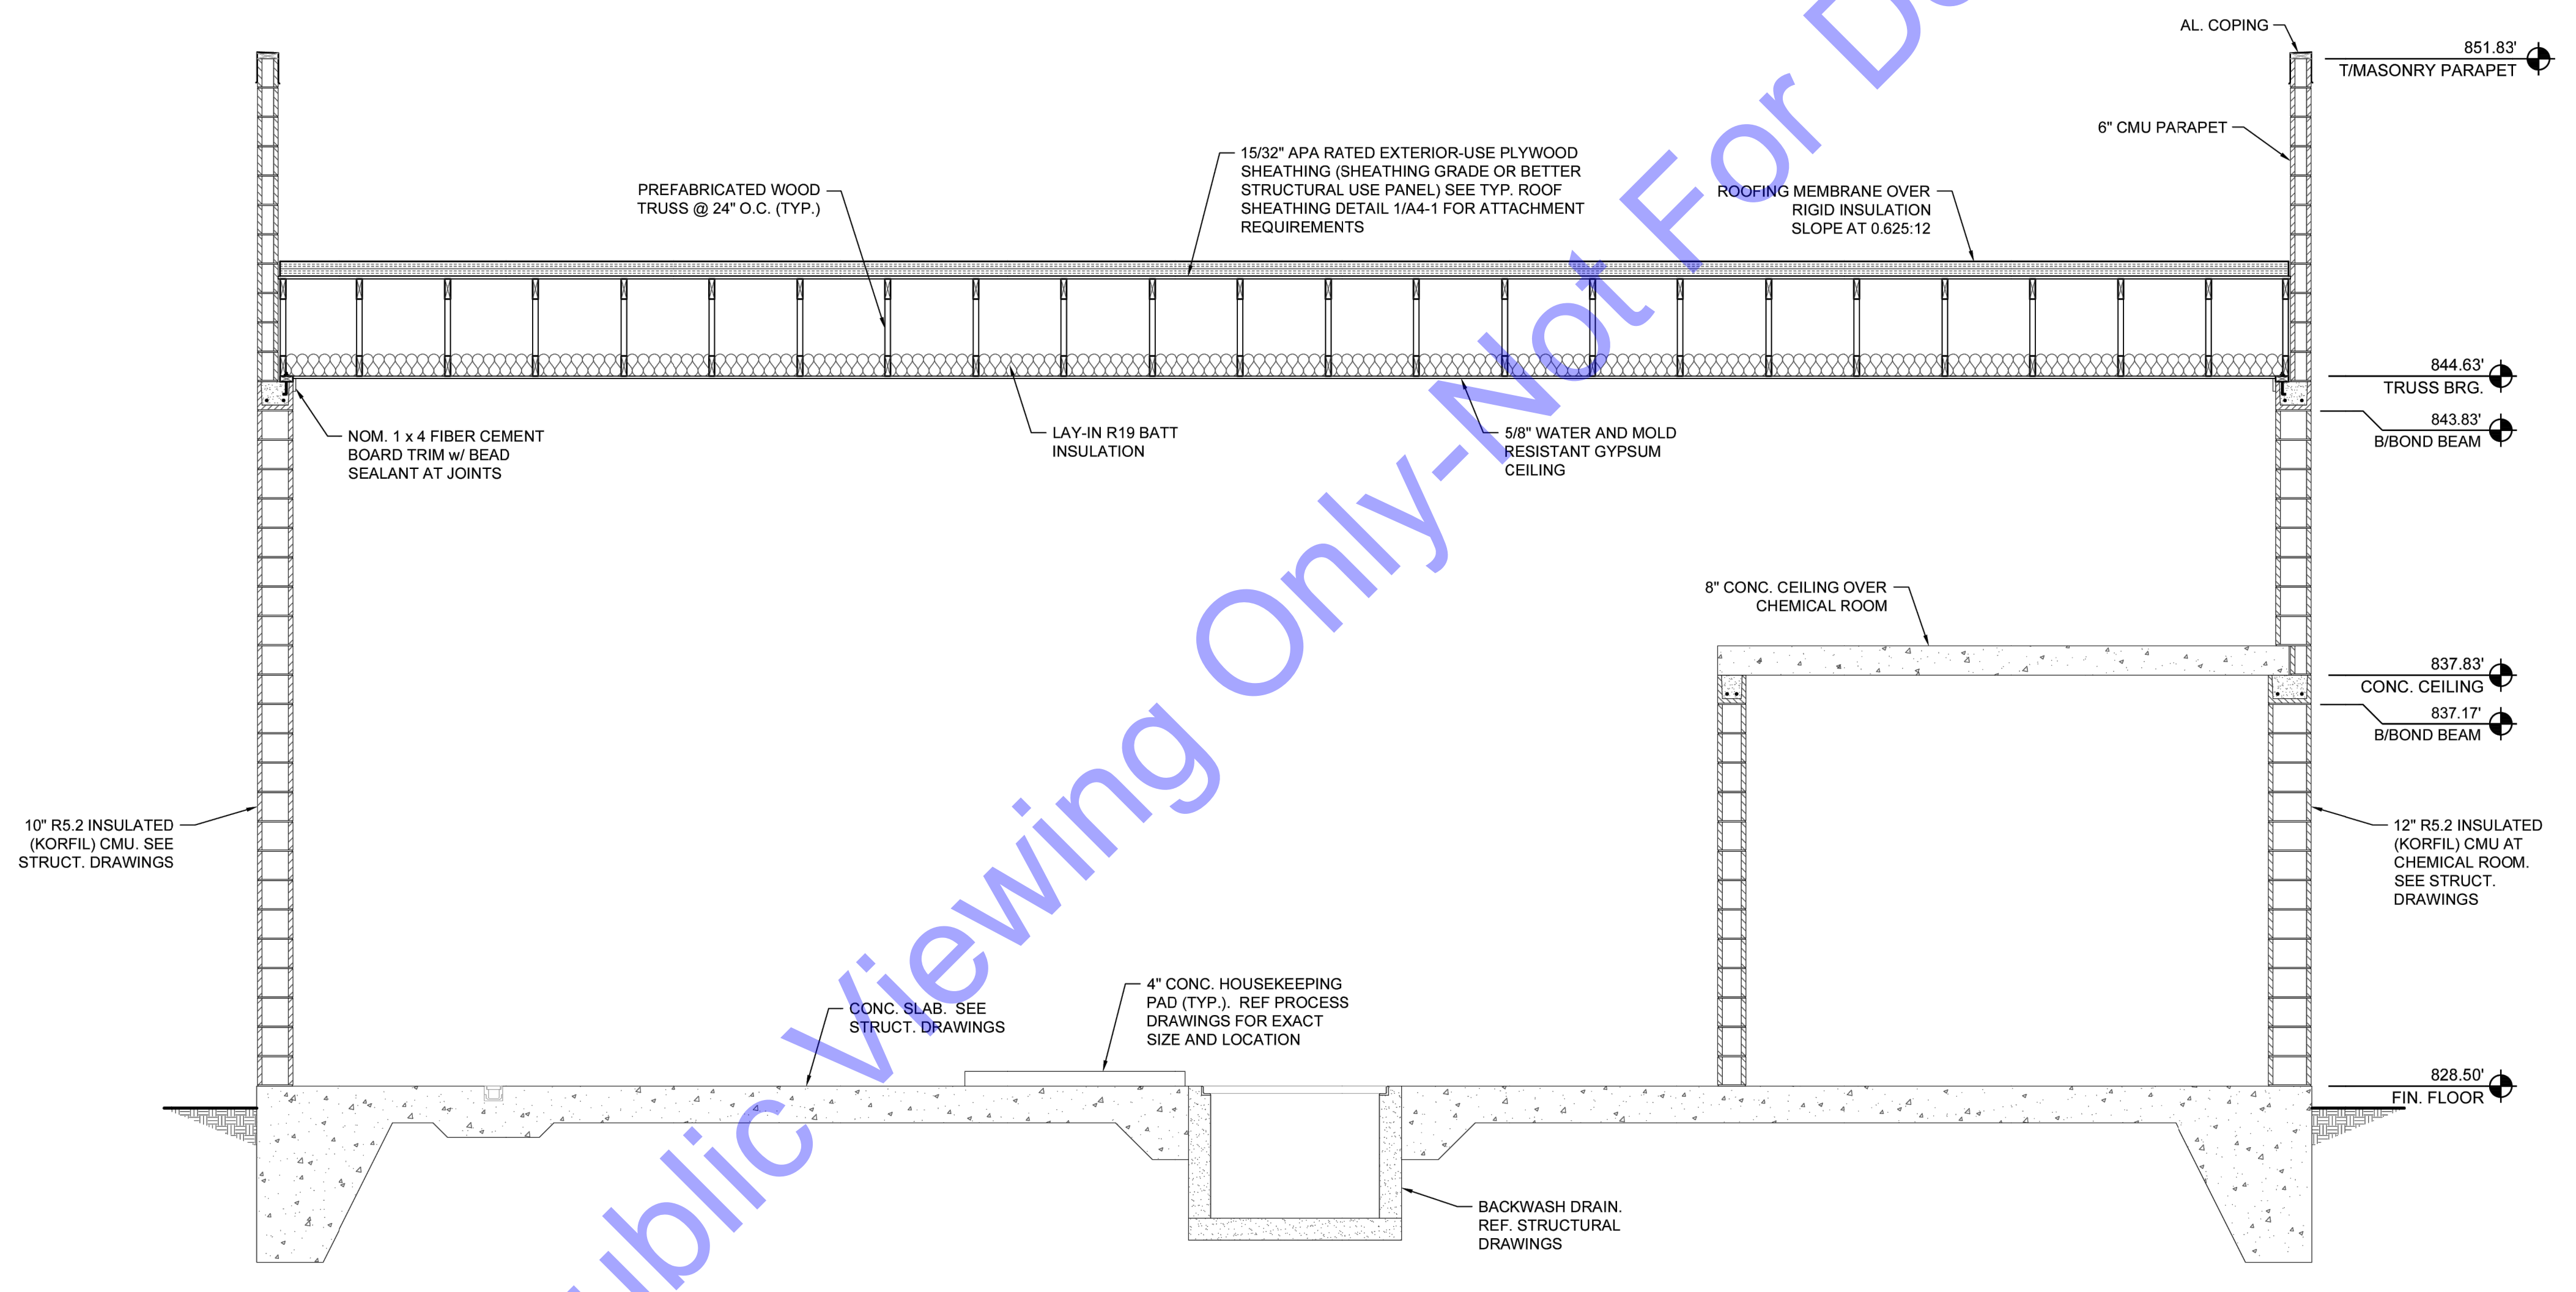 AL. COPING
851.83'
T/MASONRY PARAPET
6" CMU PARAPET
15/32" APA RATED EXTERIOR-USE PLYWOOD
SHEATHING (SHEATHING GRADE OR BETTER
STRUCTURAL USE PANEL) SEE TYP. ROOF
SHEATHING DETAIL 1/A4-1 FOR ATTACHMENT
REQUIREMENTS
PREFABRICATED WOOD
TRUSS @ 24" O.C. (TYP.)
ROOFING MEMBRANE OVER
RIGID INSULATION
SLOPE AT 0.625:12
844.63'
TRUSS BRG.
843.83'
B/BOND BEAM
NOM. 1 x 4 FIBER CEMENT
BOARD TRIM w/ BEAD
SEALANT AT JOINTS
LAY-IN R19 BATT
INSULATION
5/8" WATER AND MOLD
RESISTANT GYPSUM
CEILING
8" CONC. CEILING OVER
CHEMICAL ROOM
837.83'
CONC. CEILING
837.17'
B/BOND BEAM
10" R5.2 INSULATED
(KORFIL) CMU. SEE
STRUCT. DRAWINGS
12" R5.2 INSULATED
(KORFIL) CMU AT
CHEMICAL ROOM.
SEE STRUCT.
DRAWINGS
CONC. SLAB. SEE
STRUCT. DRAWINGS
4" CONC. HOUSEKEEPING
PAD (TYP.). REF PROCESS
DRAWINGS FOR EXACT
SIZE AND LOCATION
828.50'
FIN. FLOOR
BACKWASH DRAIN.
REF. STRUCTURAL
DRAWINGS
Viewing Only-Not For